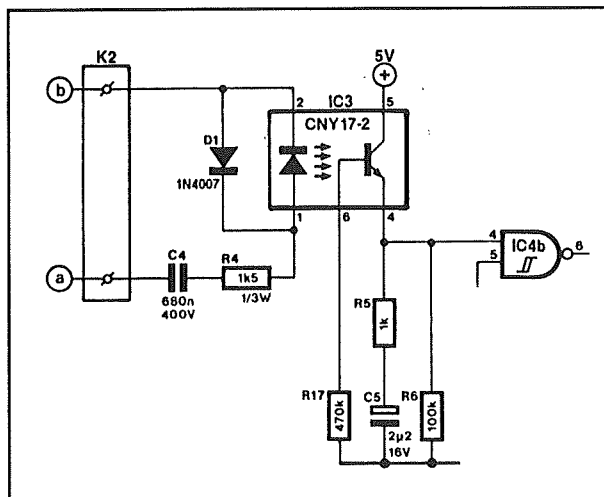 K2
5V
+
b
IC3
2
5
CNY17-2
D1
1N4007
1
6
4
4
IC4b
6
5
a
C4
R4
1k5
680n
400V
1/3W
R5
1k
R17
470k
C5
2µ2
16V
R6
100k